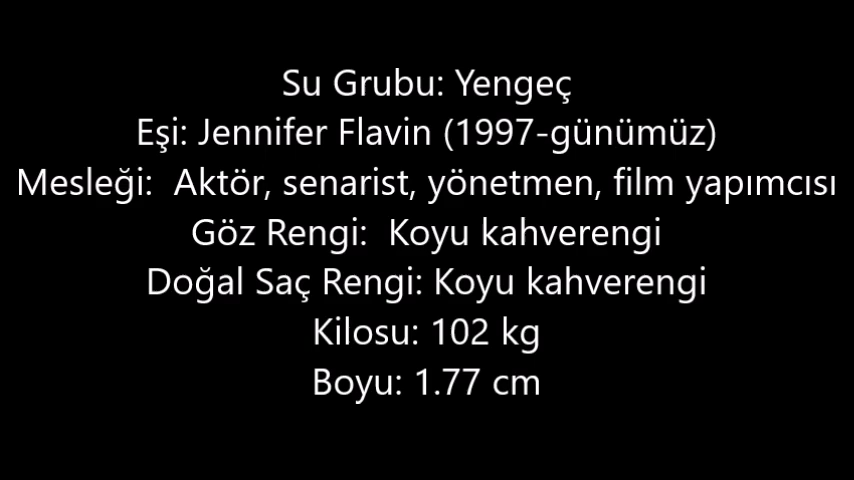 Su Grubu: Yengeç
Eşi: Jennifer Flavin (1997-günümüz)
Mesleği:  Aktör, senarist, yönetmen, film yapımcısı
Göz Rengi:  Koyu kahverengi
Doğal Saç Rengi: Koyu kahverengi
Kilosu: 102 kg
Boyu: 1.77 cm